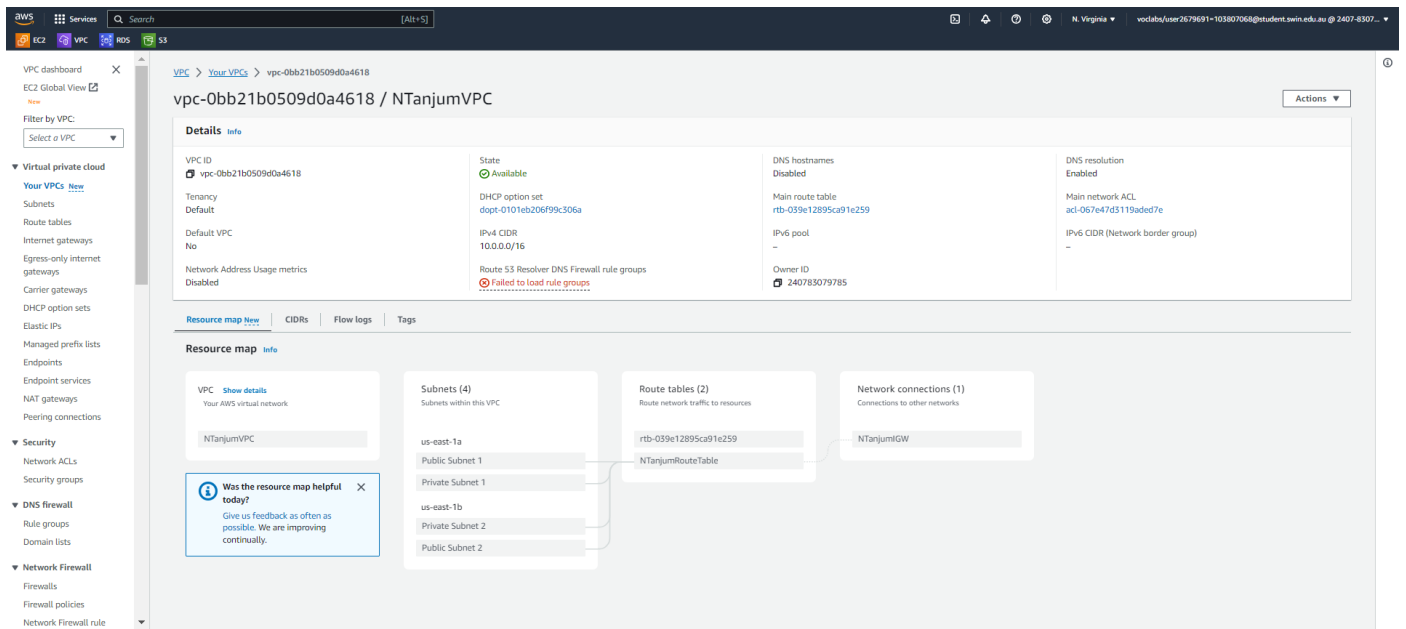 aws
Services
Search
[Alt+S]
N. Virginia ▼
voclabs/user2679691=103807068@student.swin.edu.au @ 2407-8307... ▼
EC2
VPC
RDS
S3
VPC dashboard
EC2 Global View
New
Filter by VPC:
Select a VPC
Virtual private cloud
Your VPCs New
Subnets
Route tables
Internet gateways
Egress-only internet
gateways
Carrier gateways
DHCP option sets
Elastic IPs
Managed prefix lists
Endpoints
Endpoint services
NAT gateways
Peering connections
Security
Network ACLs
Security groups
DNS firewall
Rule groups
Domain lists
Network Firewall
Firewalls
Firewall policies
Network Firewall rule
VPC > Your VPCs > vpc-0bb21b0509d0a4618
vpc-0bb21b0509d0a4618 / NTanjumVPC
Actions ▼
Details Info
VPC ID
vpc-0bb21b0509d0a4618
State
Available
DNS hostnames
Disabled
DNS resolution
Enabled
Tenancy
Default
DHCP option set
dopt-0101eb206f99c306a
Main route table
rtb-039e12895ca91e259
Main network ACL
acl-067e47d3119aded7e
Default VPC
No
IPv4 CIDR
10.0.0.0/16
IPv6 pool
–
IPv6 CIDR (Network border group)
–
Network Address Usage metrics
Disabled
Route 53 Resolver DNS Firewall rule groups
Failed to load rule groups
Owner ID
240783079785
Resource map New
CIDRs
Flow logs
Tags
Resource map Info
VPC Show details
Your AWS virtual network
NTanjumVPC
Was the resource map helpful
today?
Give us feedback as often as
possible. We are improving
continually.
Subnets (4)
Subnets within this VPC
us-east-1a
Public Subnet 1
Private Subnet 1
us-east-1b
Private Subnet 2
Public Subnet 2
Route tables (2)
Route network traffic to resources
rtb-039e12895ca91e259
NTanjumRouteTable
Network connections (1)
Connections to other networks
NTanjumIGW